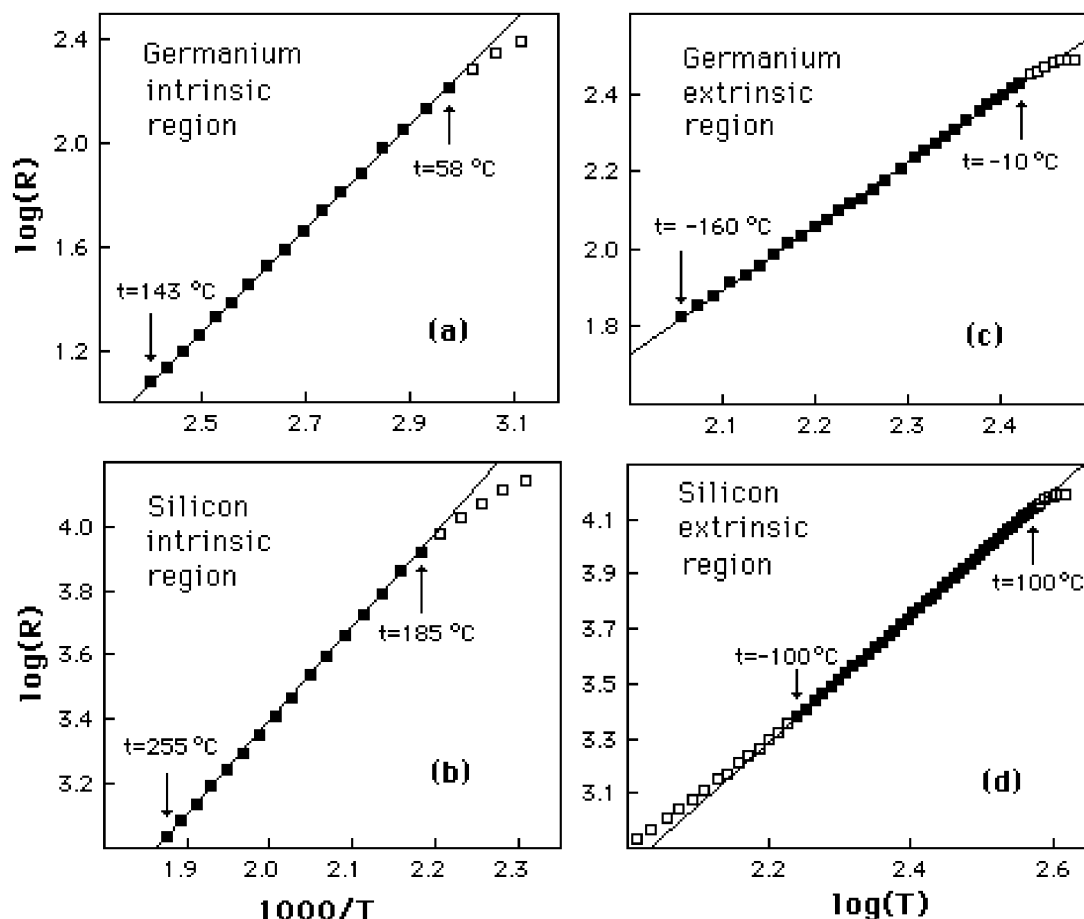 log(R)
2.4
2.0
1.6
1.2
Germanium
intrinsic
region
t=58 °C
t=143 °C
(a)
2.5
2.7
2.9
3.1
2.4
2.2
2.0
1.8
Germanium
extrinsic
region
t= -10 °C
t= -160 °C
(c)
2.1
2.2
2.3
2.4
log(R)
4.0
3.8
3.6
3.4
3.2
Silicon
intrinsic
region
t=185 °C
t=255 °C
(b)
1.9
2.0
2.1
2.2
2.3
1000/T
4.1
3.9
3.7
3.5
3.3
3.1
Silicon
extrinsic
region
t=100 °C
t=-100 °C
(d)
2.2
2.4
2.6
log(T)